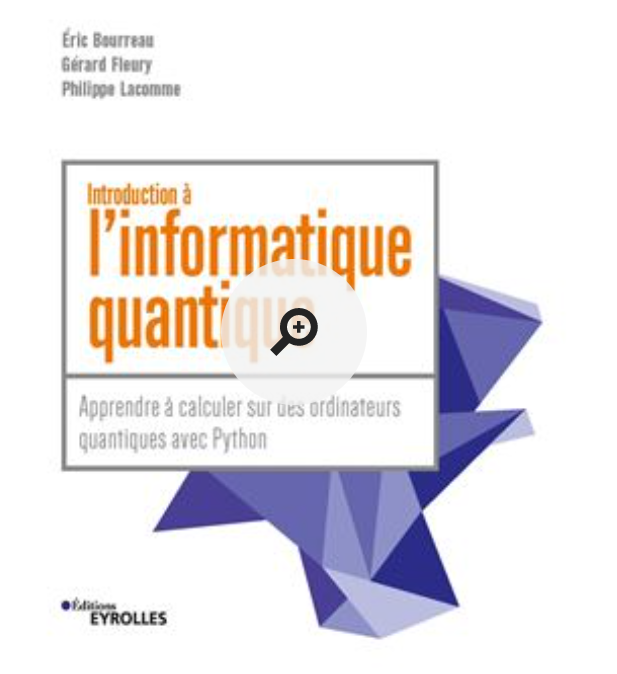 Éric Bourreau
Gérard Fleury
Philippe Lacomme
Introduction à
l'informatique
quantique
Apprendre à calculer sur des ordinateurs
quantiques avec Python
Éditions
EYROLLES